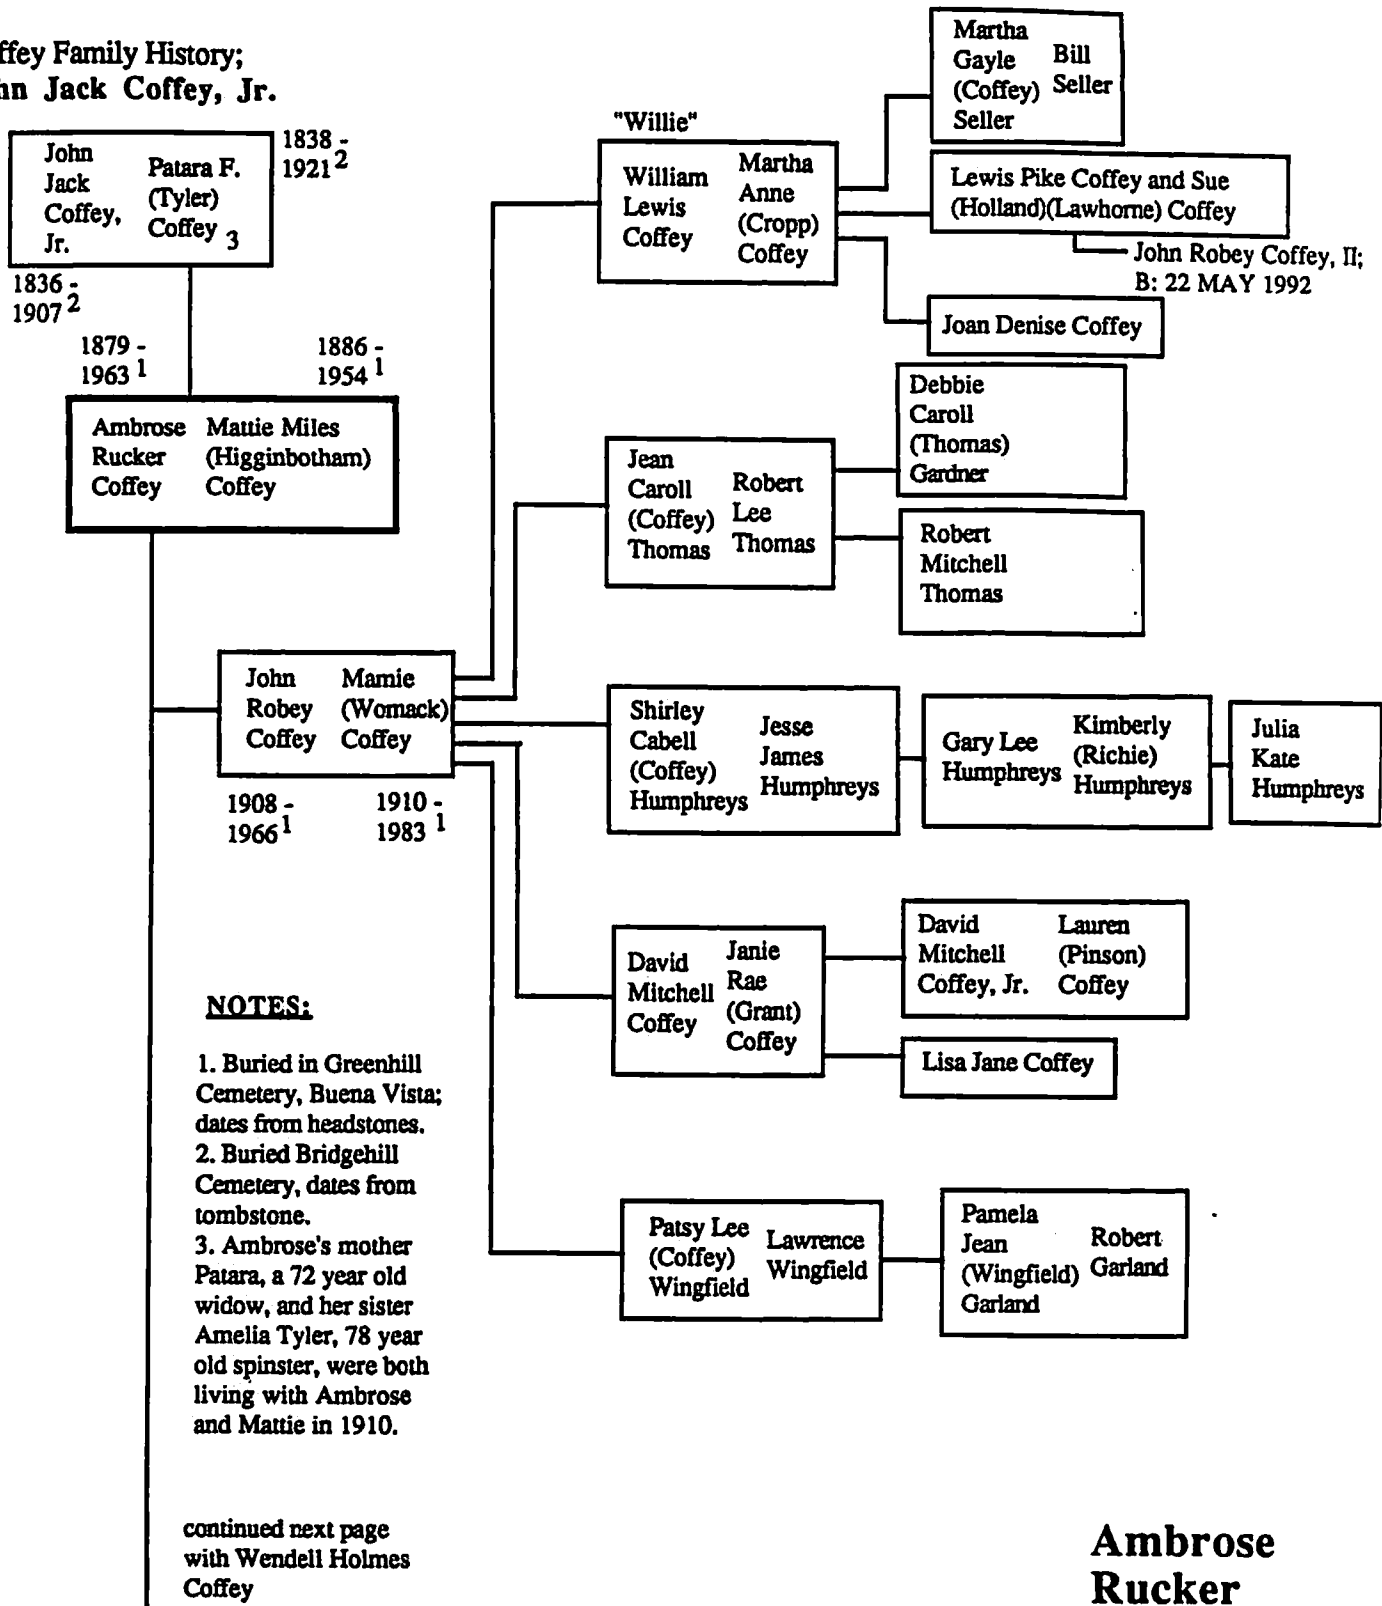 ffey Family History;
hn Jack Coffey, Jr.
John
Jack
Coffey,
Jr.
Patara F.
(Tyler)
Coffey 3
1838 -
1921 2
1836 -
1907 2
1879 -
1963 1
1886 -
1954 1
Ambrose
Rucker
Coffey
Mattie Miles
(Higginbotham)
Coffey
John
Robey
Coffey
Mamie
(Womack)
Coffey
1908 -
1966 1
1910 -
1983 1
"Willie"
William
Lewis
Coffey
Martha
Anne
(Cropp)
Coffey
Martha
Gayle
(Coffey)
Seller
Bill
Seller
Lewis Pike Coffey and Sue
(Holland)(Lawhorne) Coffey
John Robey Coffey, II;
B: 22 MAY 1992
Joan Denise Coffey
Jean
Caroll
(Coffey)
Thomas
Robert
Lee
Thomas
Debbie
Caroll
(Thomas)
Gardner
Robert
Mitchell
Thomas
Shirley
Cabell
(Coffey)
Humphreys
Jesse
James
Humphreys
Gary Lee
Humphreys
Kimberly
(Richie)
Humphreys
Julia
Kate
Humphreys
David
Mitchell
Coffey
Janie
Rae
(Grant)
Coffey
David
Mitchell
Coffey, Jr.
Lauren
(Pinson)
Coffey
Lisa Jane Coffey
Patsy Lee
(Coffey)
Wingfield
Lawrence
Wingfield
Pamela
Jean
(Wingfield)
Garland
Robert
Garland
NOTES:
1. Buried in Greenhill
Cemetery, Buena Vista;
dates from headstones.
2. Buried Bridgehill
Cemetery, dates from
tombstone.
3. Ambrose's mother
Patara, a 72 year old
widow, and her sister
Amelia Tyler, 78 year
old spinster, were both
living with Ambrose
and Mattie in 1910.
continued next page
with Wendell Holmes
Coffey
Ambrose
Rucker